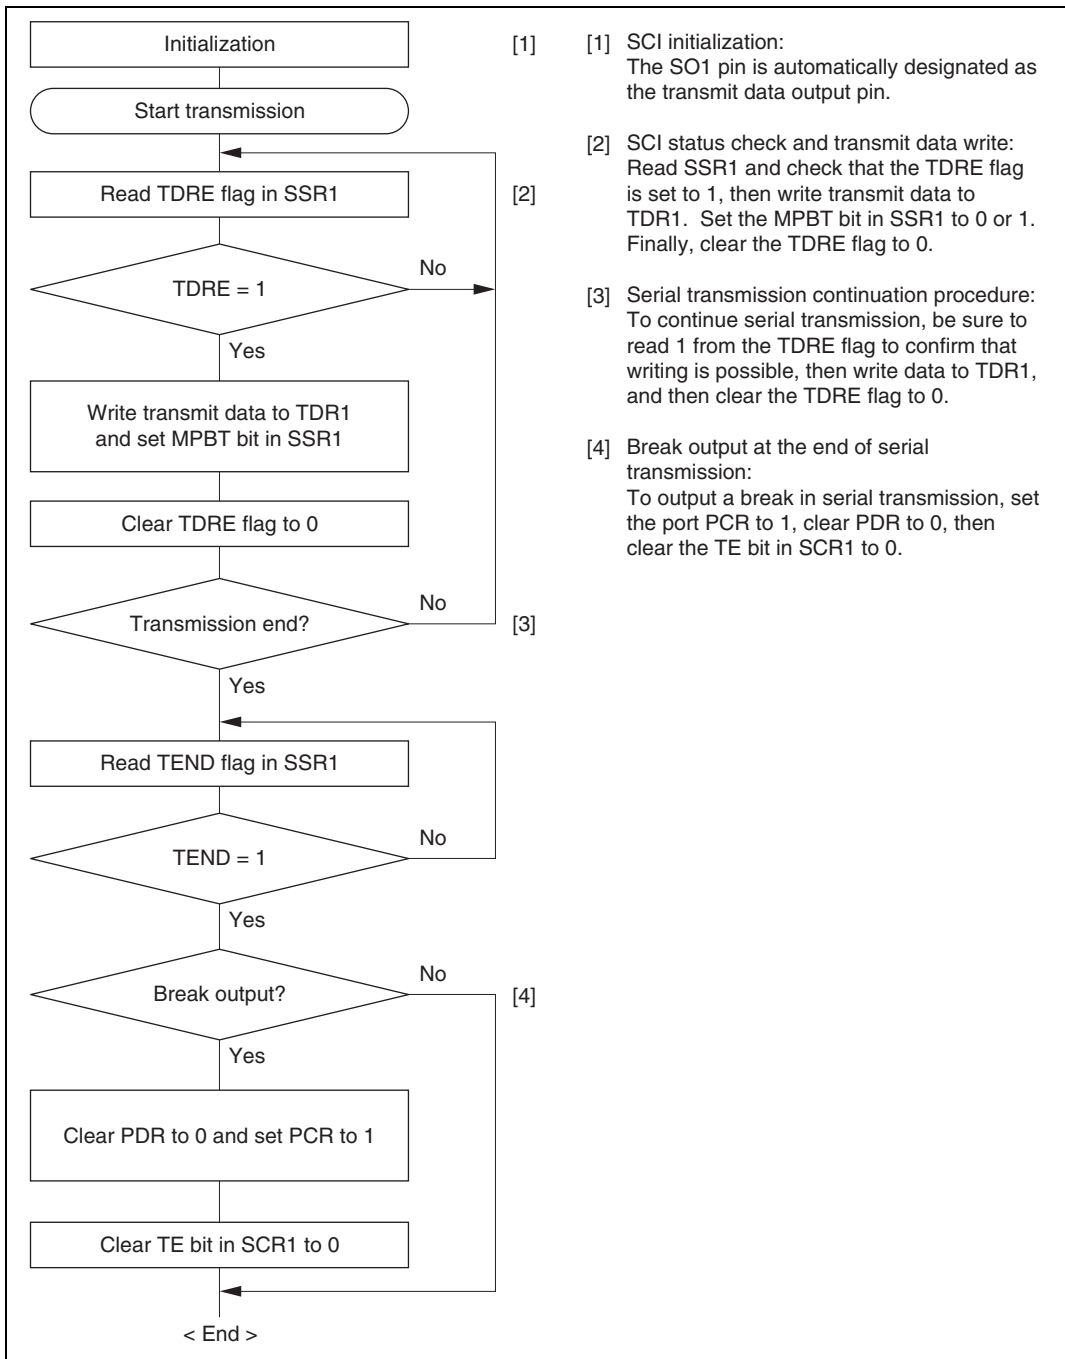 Initialization
[1]
Start transmission
Read TDRE flag in SSR1
[2]
TDRE = 1
No
Yes
Write transmit data to TDR1
and set MPBT bit in SSR1
Clear TDRE flag to 0
Transmission end?
No
[3]
Yes
Read TEND flag in SSR1
TEND = 1
No
Yes
Break output?
No
[4]
Yes
Clear PDR to 0 and set PCR to 1
Clear TE bit in SCR1 to 0
< End >
[1] SCI initialization:
The SO1 pin is automatically designated as
the transmit data output pin.
[2] SCI status check and transmit data write:
Read SSR1 and check that the TDRE flag
is set to 1, then write transmit data to
TDR1. Set the MPBT bit in SSR1 to 0 or 1.
Finally, clear the TDRE flag to 0.
[3] Serial transmission continuation procedure:
To continue serial transmission, be sure to
read 1 from the TDRE flag to confirm that
writing is possible, then write data to TDR1,
and then clear the TDRE flag to 0.
[4] Break output at the end of serial
transmission:
To output a break in serial transmission, set
the port PCR to 1, clear PDR to 0, then
clear the TE bit in SCR1 to 0.